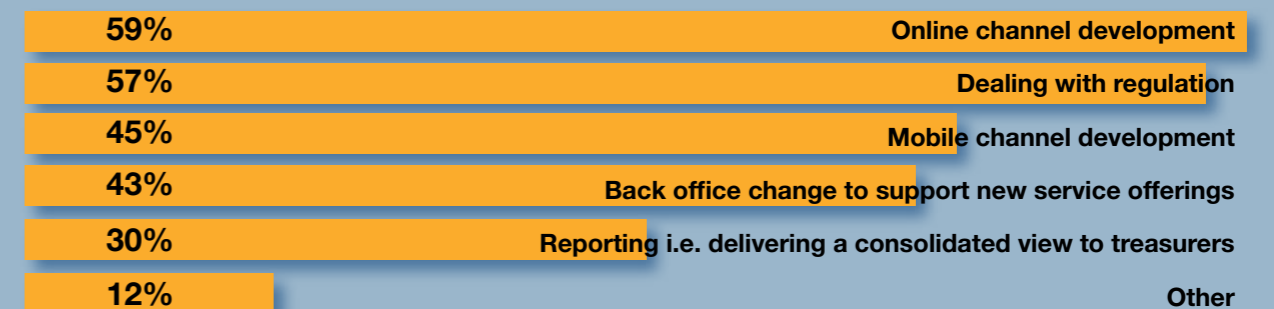 59% Online channel development
57% Dealing with regulation
45% Mobile channel development
43% Back office change to support new service offerings
30% Reporting i.e. delivering a consolidated view to treasurers
12% Other